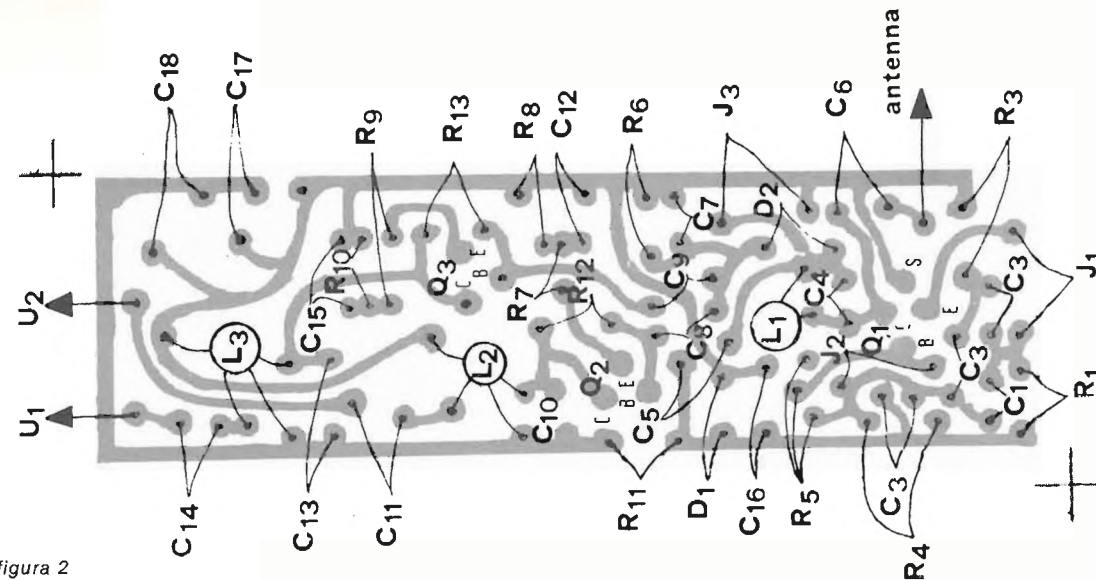 C18
C17
R9
R13
R8
C12
R6
J3
C6
antenna
R3
U2
U1
L3
C15
R10
Q3
C
B
E
L2
R7
R12
C9
C7
D2
C10
Q2
C
B
E
C5
C8
L1
C4
J2
Q1
C
B
E
S
C3
J1
C14
C13
C11
R11
D1
C16
R5
C3
R4
C3
C1
R1
figura 2